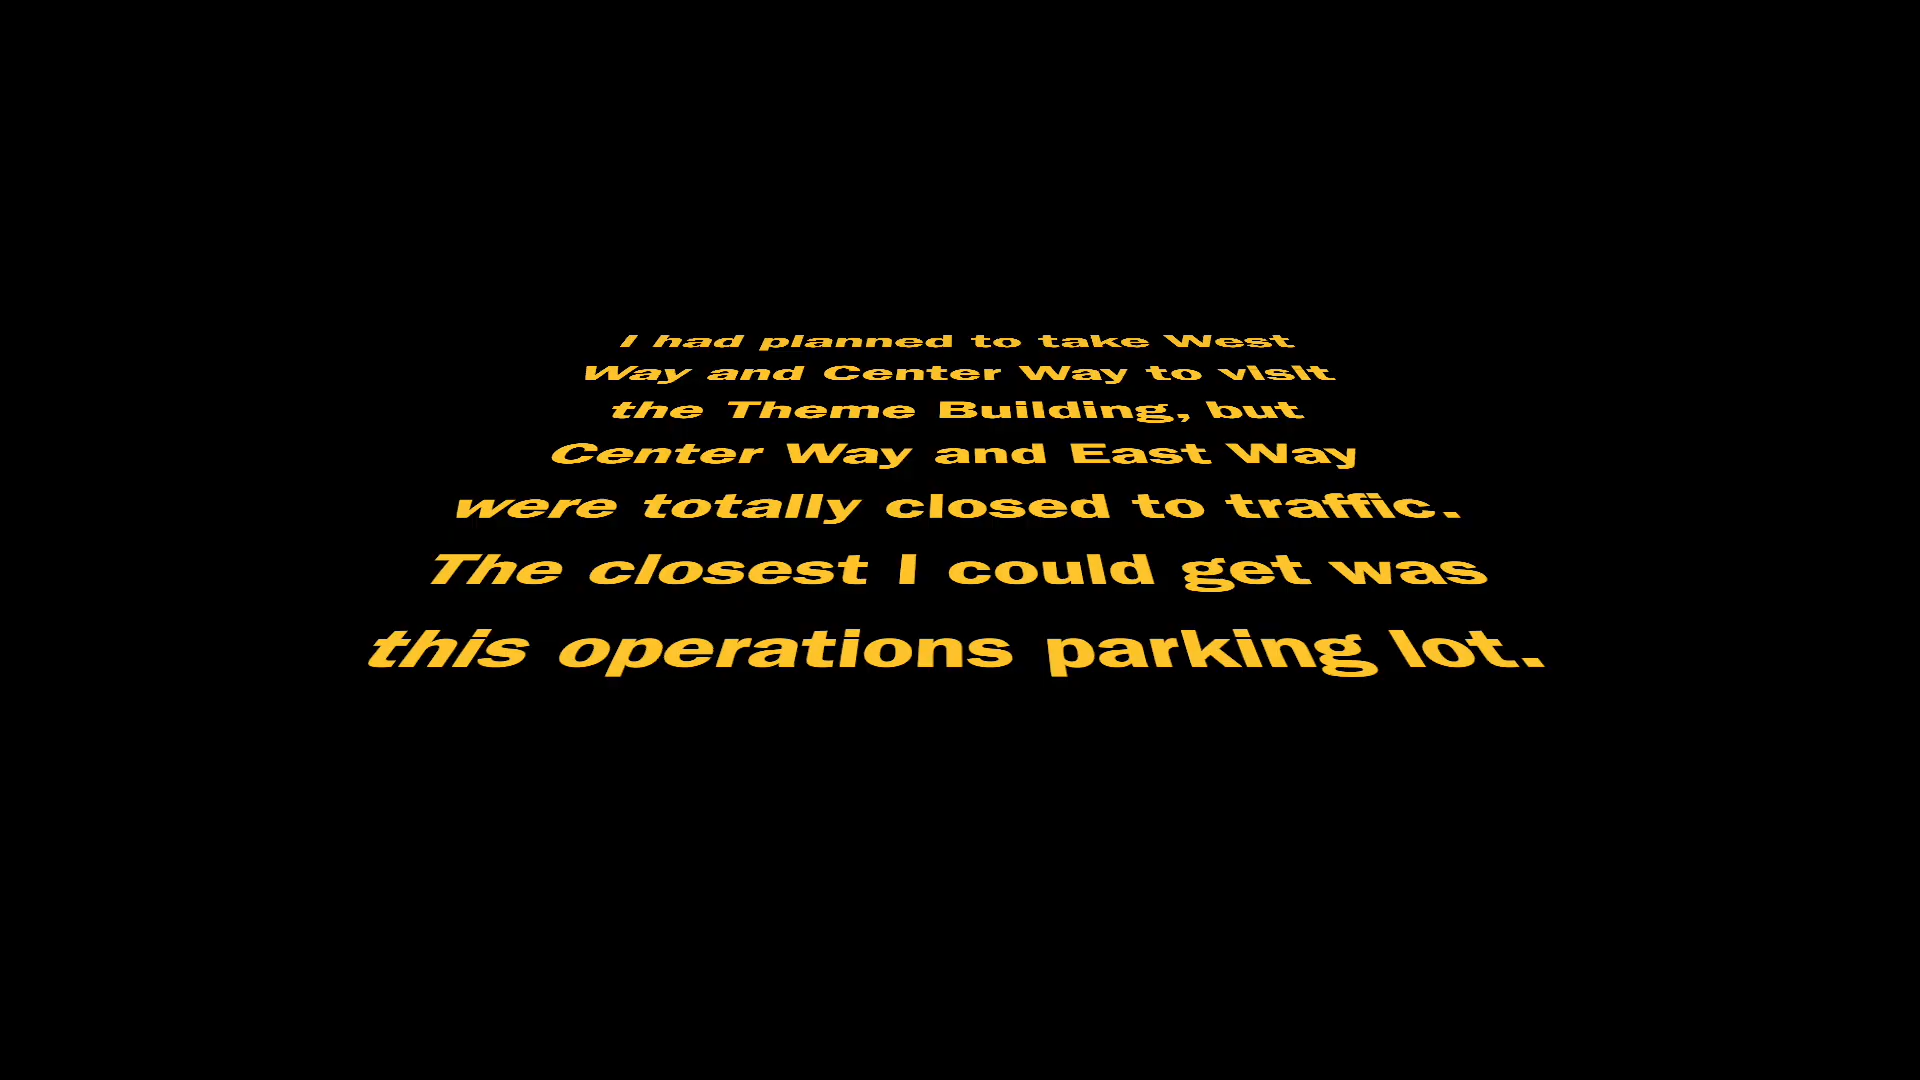 I had planned to take West
Way and Center Way to visit
the Theme Building, but
Center Way and East Way
were totally closed to traffic.
The closest I could get was
this operations parking lot.